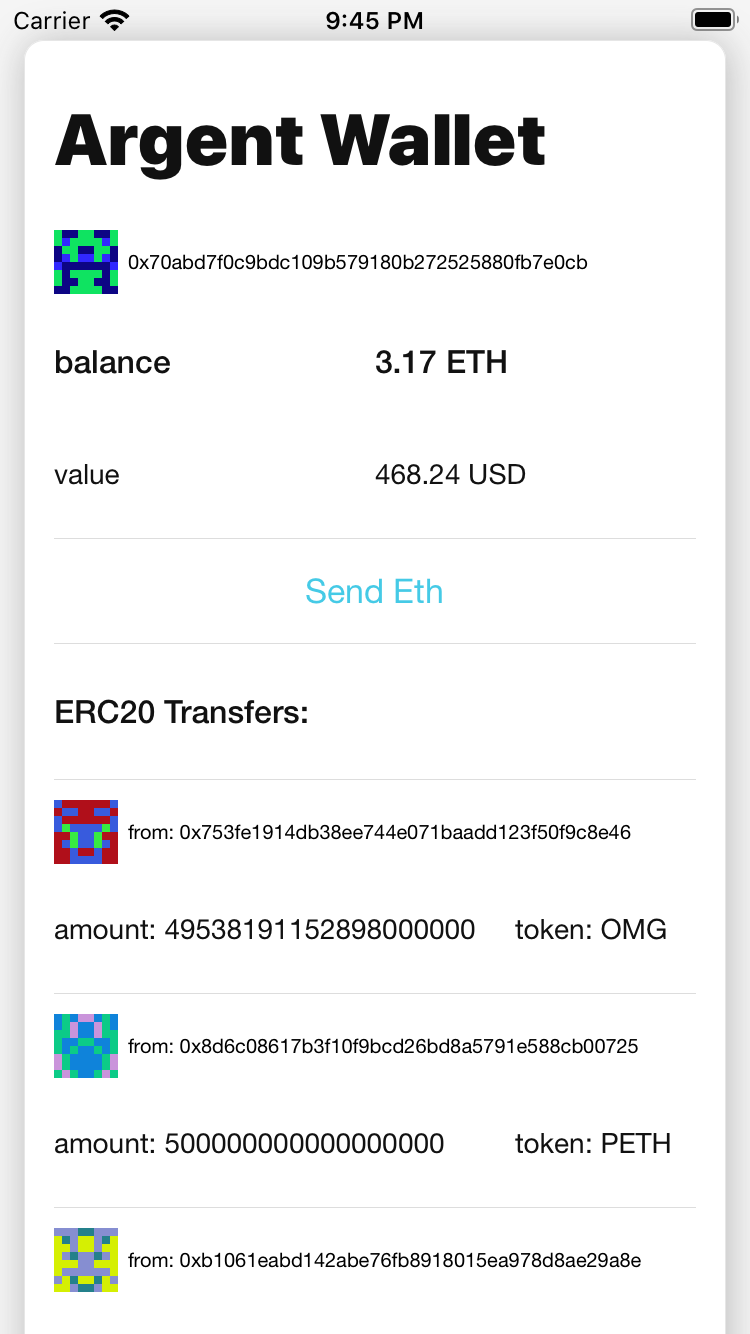 Carrier 9:45 PM
Argent Wallet
0x70abd7f0c9bdc109b579180b272525880fb7e0cb
balance 3.17 ETH
value 468.24 USD
Send Eth
ERC20 Transfers:
from: 0x753fe1914db38ee744e071baadd123f50f9c8e46
amount: 49538191152898000000 token: OMG
from: 0x8d6c08617b3f10f9bcd26bd8a5791e588cb00725
amount: 500000000000000000 token: PETH
from: 0xb1061eabd142abe76fb8918015ea978d8ae29a8e